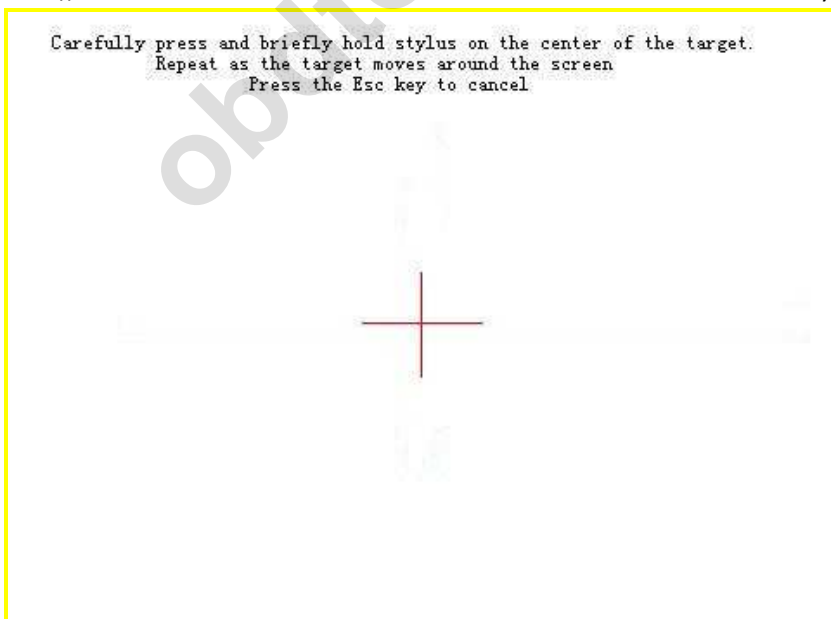 Carefully press and briefly hold stylus on the center of the target.
Repeat as the target moves around the screen
Press the Esc key to cancel